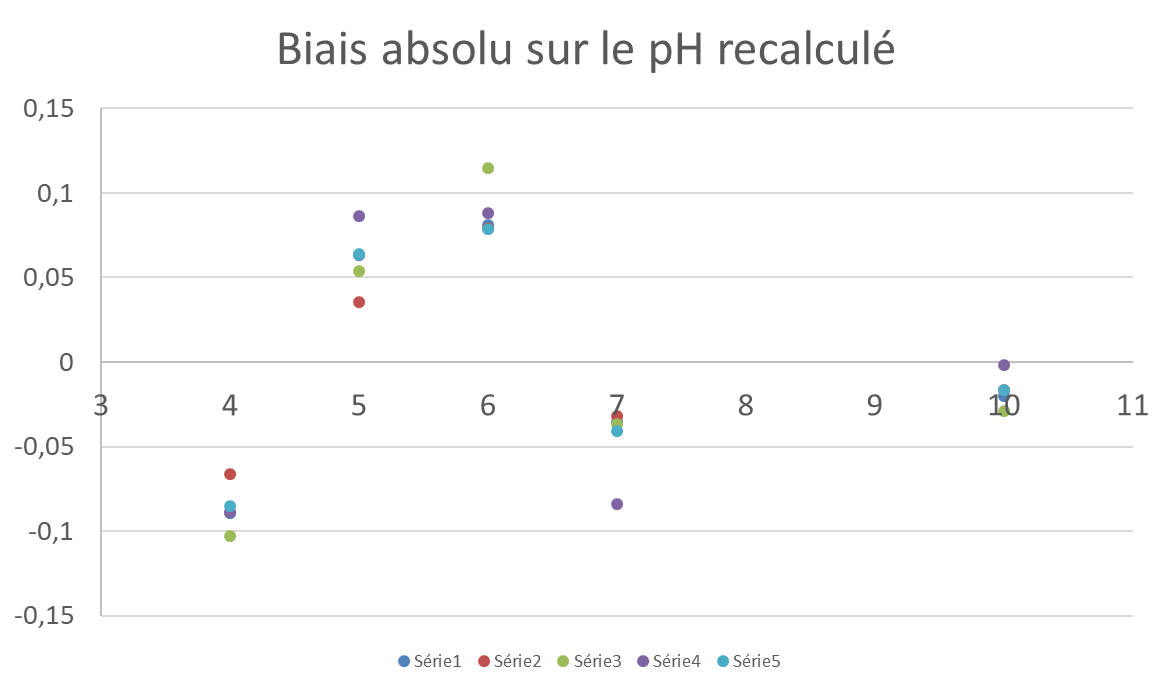 Biais absolu sur le pH recalculé
0,15
0,1
0,05
0
3 4 5 6 7 8 9 10 11
-0,05
-0,1
-0,15
Série1 Série2 Série3 Série4 Série5